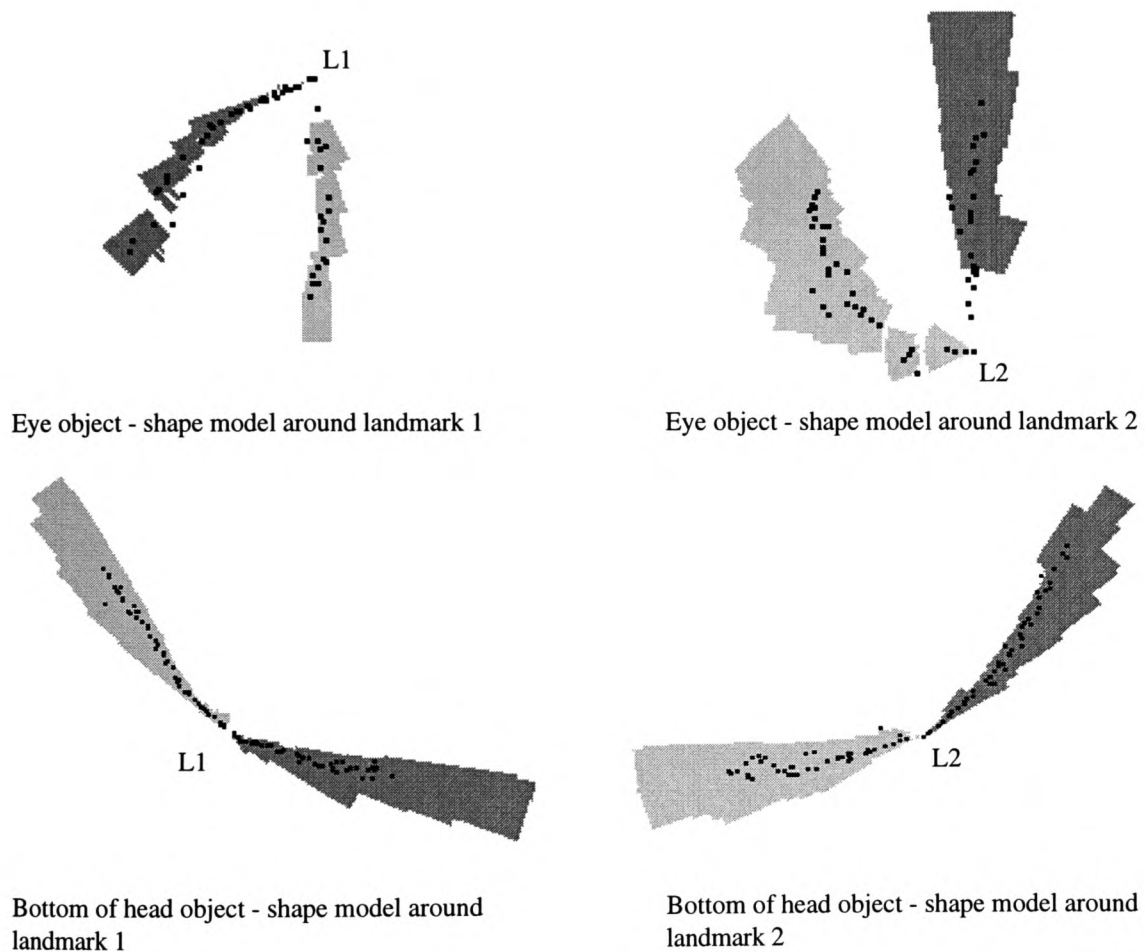 L1
L2
Eye object - shape model around landmark 1
Eye object - shape model around landmark 2
L1
L2
Bottom of head object - shape model around
landmark 1
Bottom of head object - shape model around
landmark 2